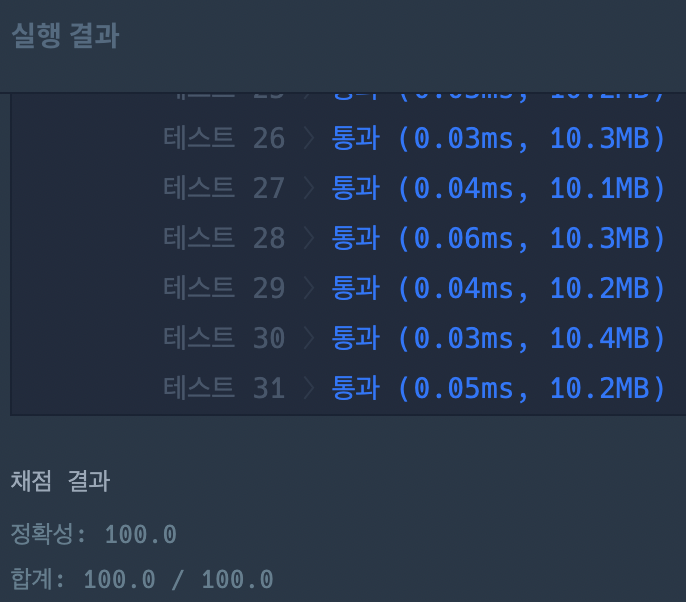 실행 결과
테스트 26 > 통과 (0.03ms, 10.3MB)
테스트 27 > 통과 (0.04ms, 10.1MB)
테스트 28 > 통과 (0.06ms, 10.3MB)
테스트 29 > 통과 (0.04ms, 10.2MB)
테스트 30 > 통과 (0.03ms, 10.4MB)
테스트 31 > 통과 (0.05ms, 10.2MB)
채점 결과
정확성: 100.0
합계: 100.0 / 100.0